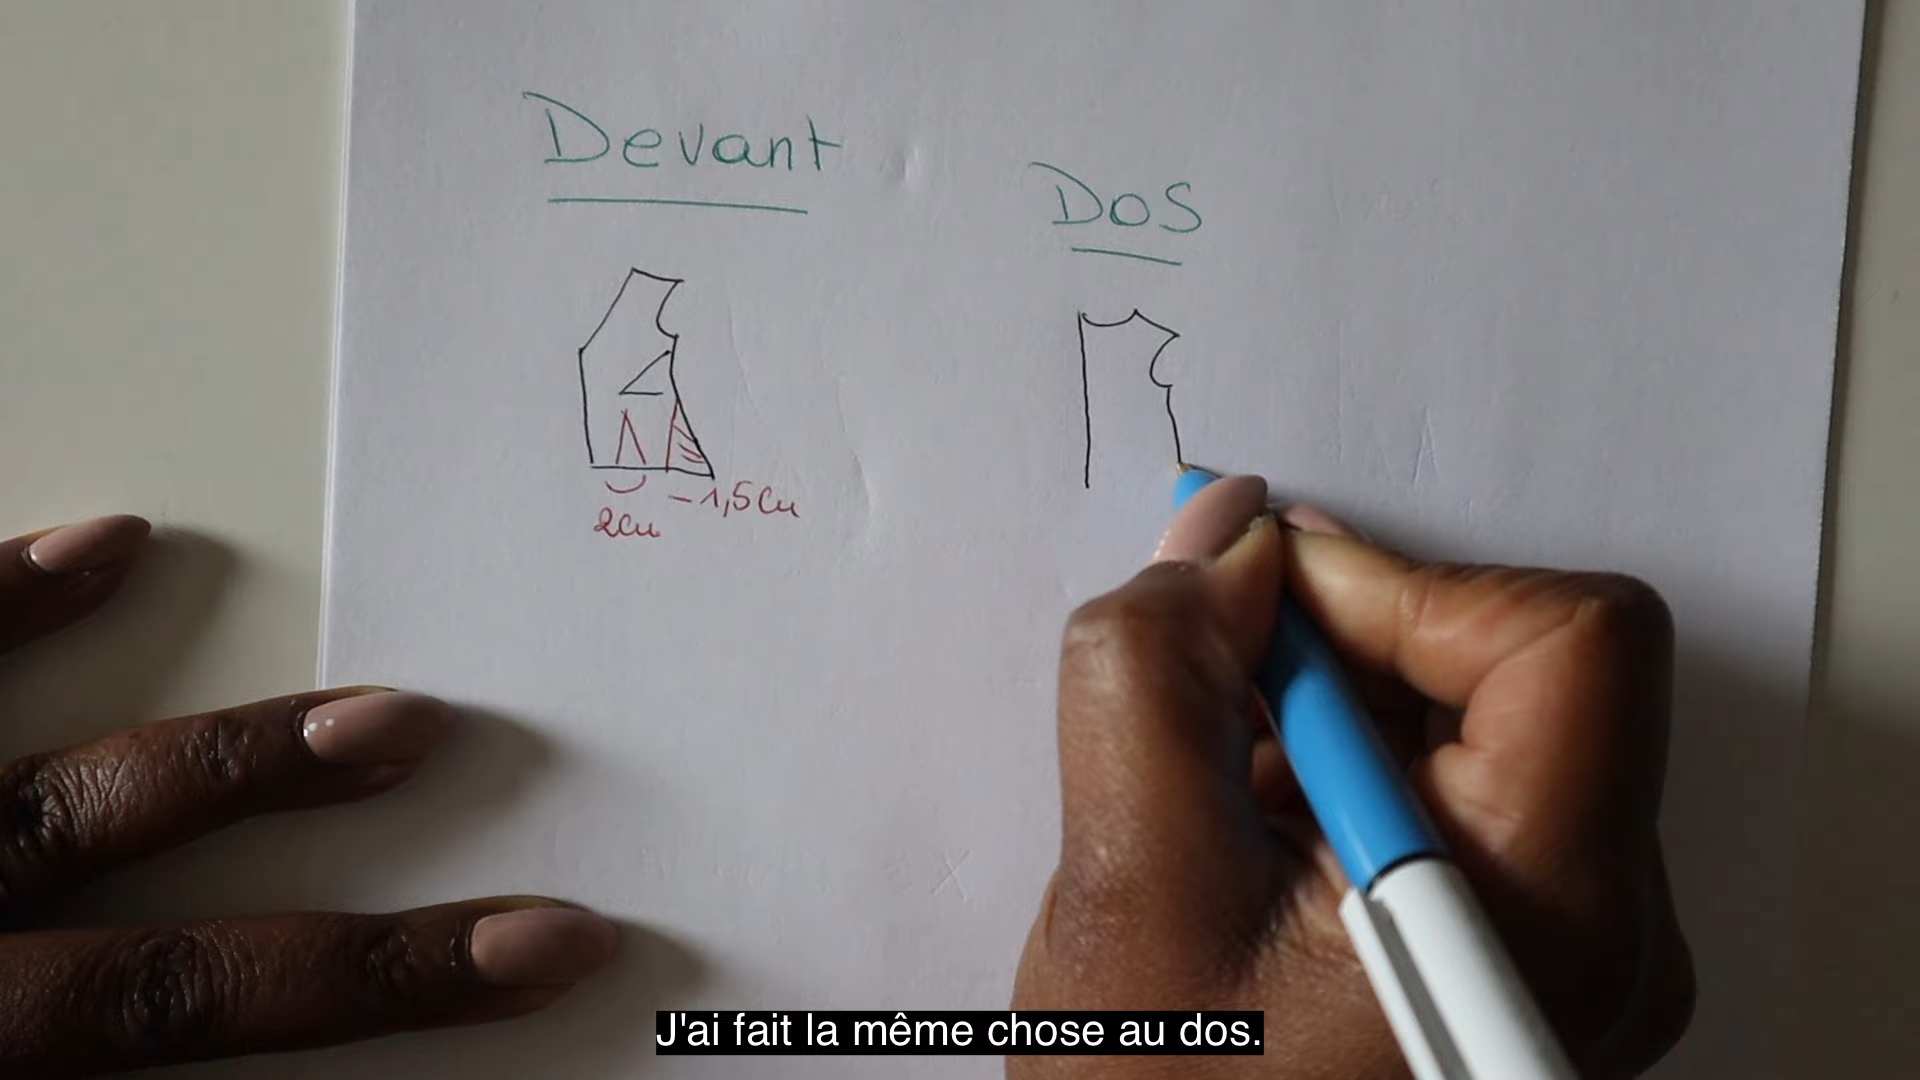 Devant
Dos
2cm
-1,5cm
J'ai fait la même chose au dos.